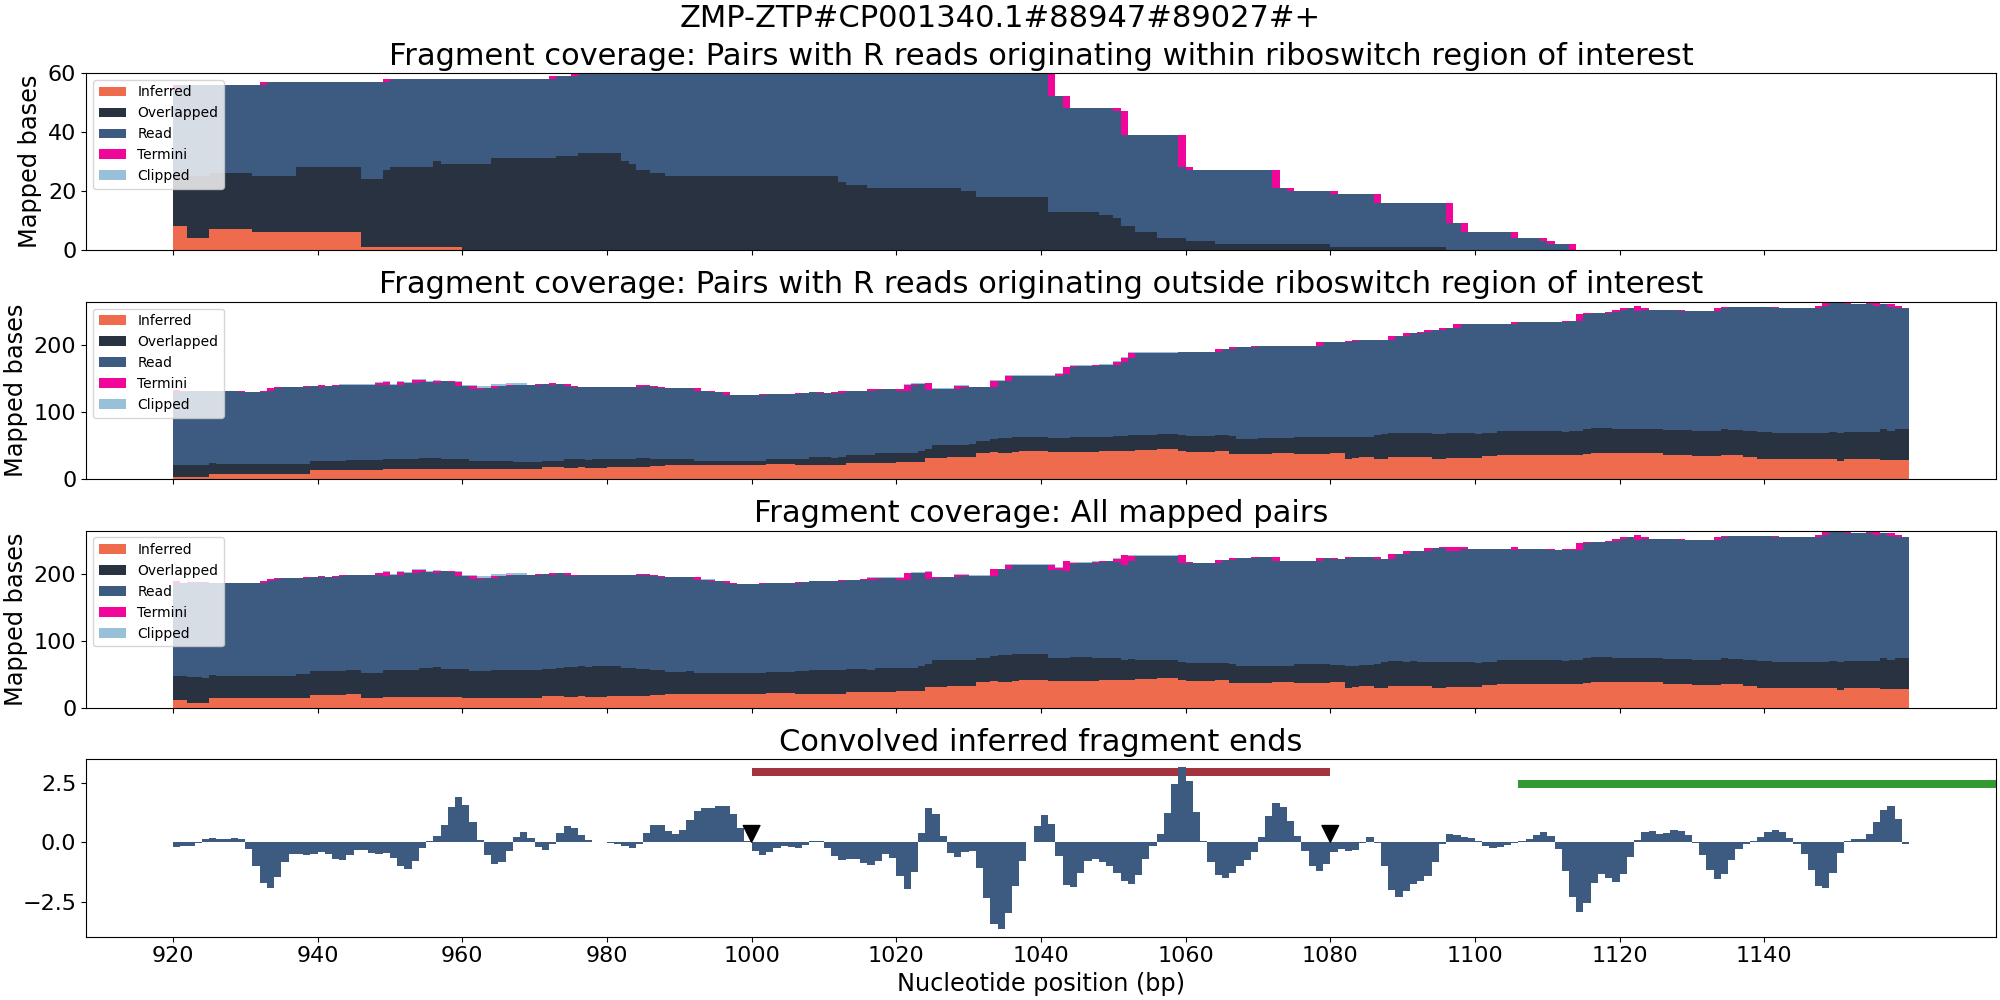 ZMP-ZTP#CP001340.1#88947#89027#+
Fragment coverage: Pairs with R reads originating within riboswitch region of interest
Mapped bases
60
40
20
0
Inferred
Overlapped
Read
Termini
Clipped
Fragment coverage: Pairs with R reads originating outside riboswitch region of interest
Mapped bases
200
100
0
Inferred
Overlapped
Read
Termini
Clipped
Fragment coverage: All mapped pairs
Mapped bases
200
100
0
Inferred
Overlapped
Read
Termini
Clipped
Convolved inferred fragment ends
2.5
0.0
−2.5
920 940 960 980 1000 1020 1040 1060 1080 1100 1120 1140
Nucleotide position (bp)